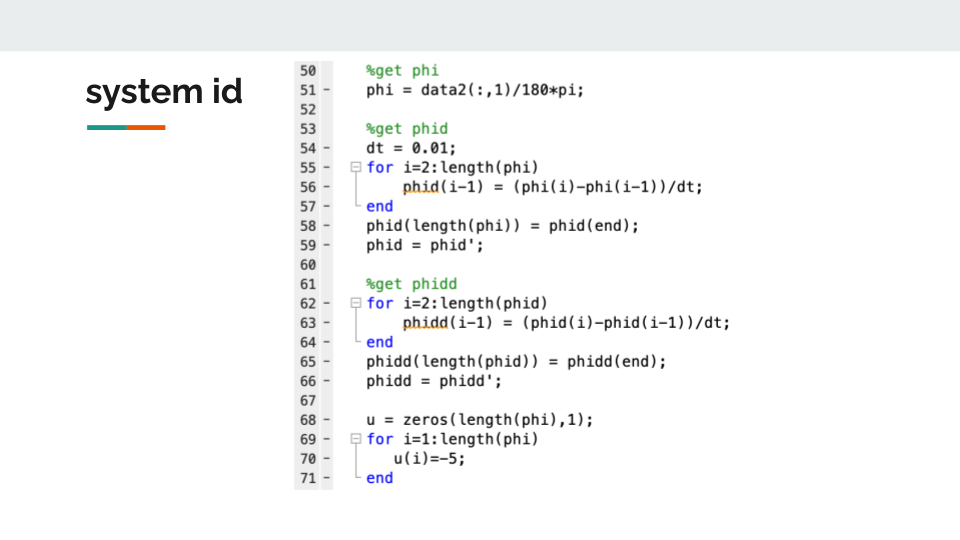 system id
50 %get phi
51 - phi = data2(:,1)/180*pi;
52
53 %get phid
54 - dt = 0.01;
55 - for i=2:length(phi)
56 - phid(i-1) = (phi(i)-phi(i-1))/dt;
57 - end
58 - phid(length(phi)) = phid(end);
59 - phid = phid';
60
61 %get phidd
62 - for i=2:length(phid)
63 - phidd(i-1) = (phid(i)-phid(i-1))/dt;
64 - end
65 - phidd(length(phid)) = phidd(end);
66 - phidd = phidd';
67
68 - u = zeros(length(phi),1);
69 - for i=1:length(phi)
70 - u(i)=-5;
71 - end